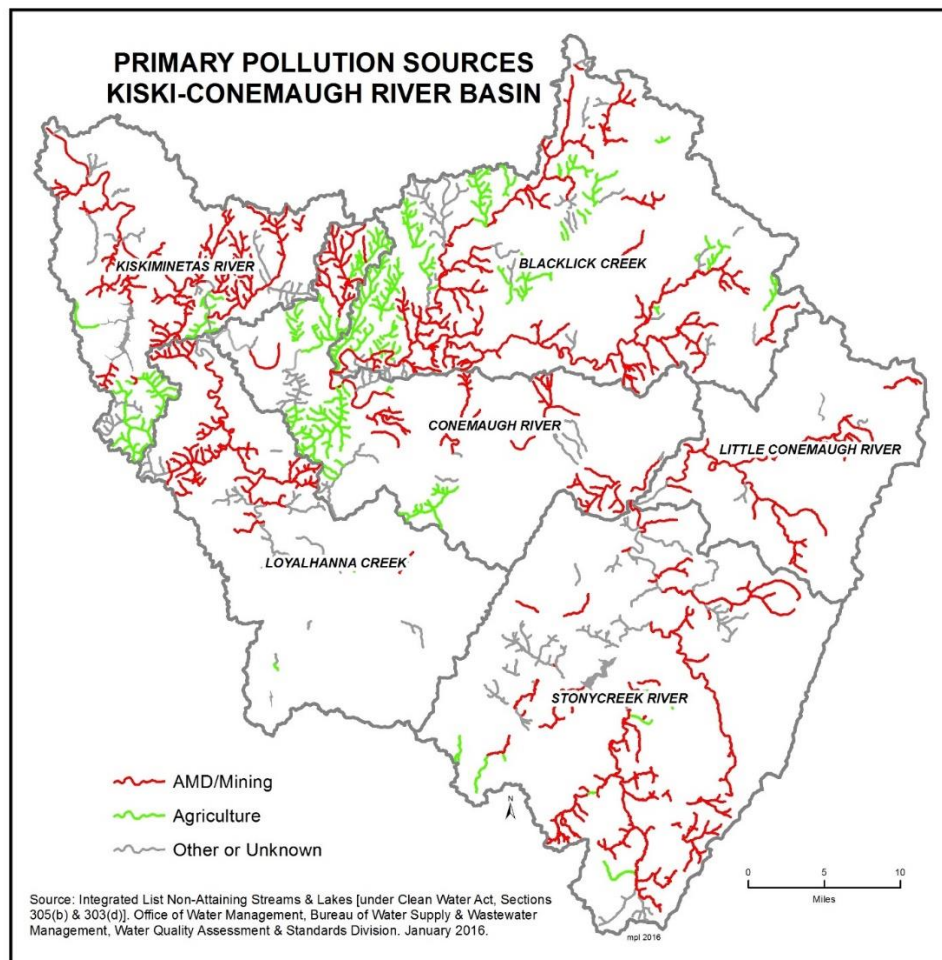 PRIMARY POLLUTION SOURCES
KISKI-CONEMAUGH RIVER BASIN
KISKIMINETAS RIVER
BLACKLICK CREEK
CONEMAUGH RIVER
LITTLE CONEMAUGH RIVER
LOYALHANNA CREEK
STONYCREEK RIVER
AMD/Mining
Agriculture
Other or Unknown
N
0 5 10
Miles
Source: Integrated List Non-Attaining Streams & Lakes [under Clean Water Act, Sections
305(b) & 303(d)]. Office of Water Management, Bureau of Water Supply & Wastewater
Management, Water Quality Assessment & Standards Division. January 2016.
mpl 2016